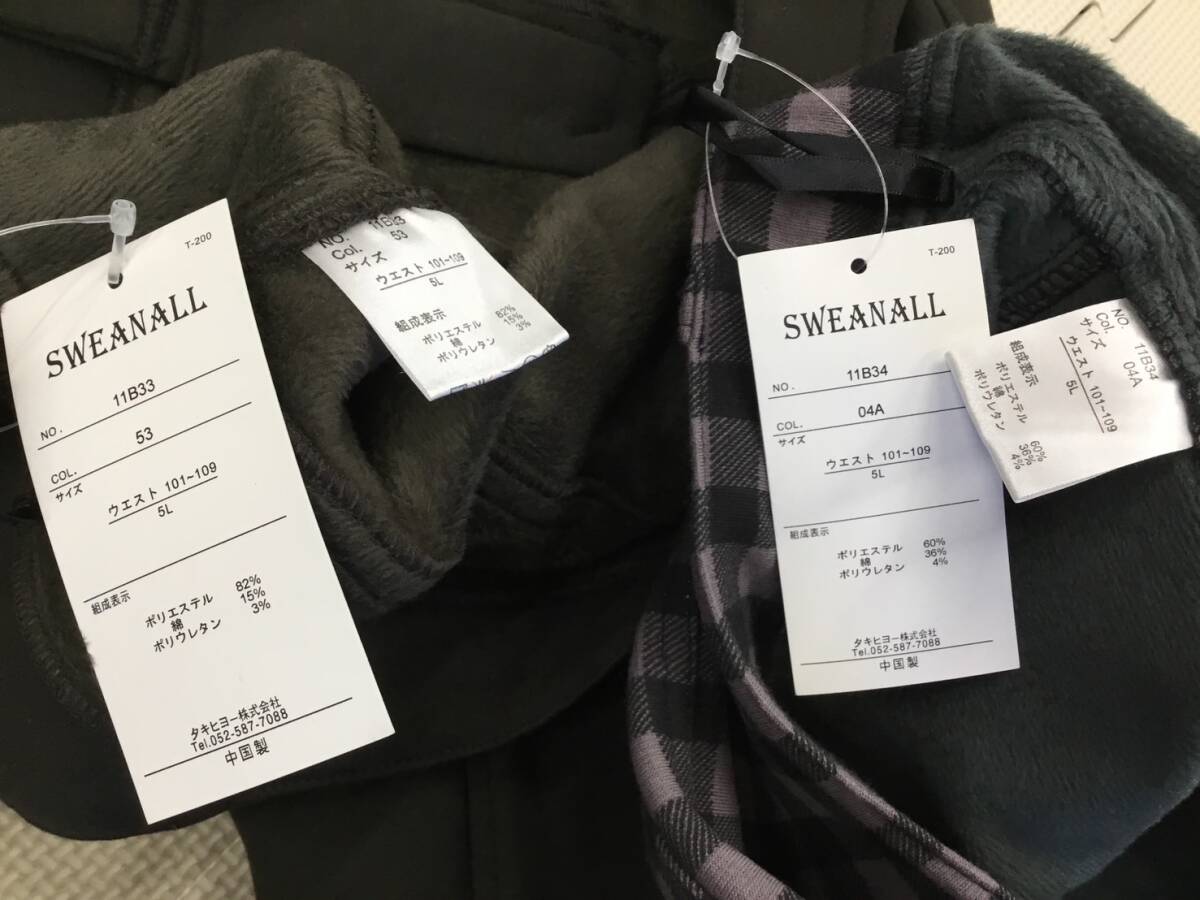 T-200
SWEANALL
NO. 11B33
COL. 53
サイズ
ウエスト 101~109
5L
組成表示
ポリエステル 82%
綿 15%
ポリウレタン 3%
タキヒヨー株式会社
Tel.052-587-7088
中国製
NO. 11B33
Col. 53
サイズ
ウエスト 101~109
5L
組成表示
ポリエステル 82%
綿 15%
ポリウレタン 3%
T-200
SWEANALL
NO. 11B34
COL. 04A
サイズ
ウエスト 101~109
5L
組成表示
ポリエステル 60%
綿 36%
ポリウレタン 4%
タキヒヨー株式会社
Tel.052-587-7088
中国製
NO. 11B34
Col. 04A
サイズ
ウエスト 101~109
5L
組成表示
ポリエステル 60%
綿 36%
ポリウレタン 4%